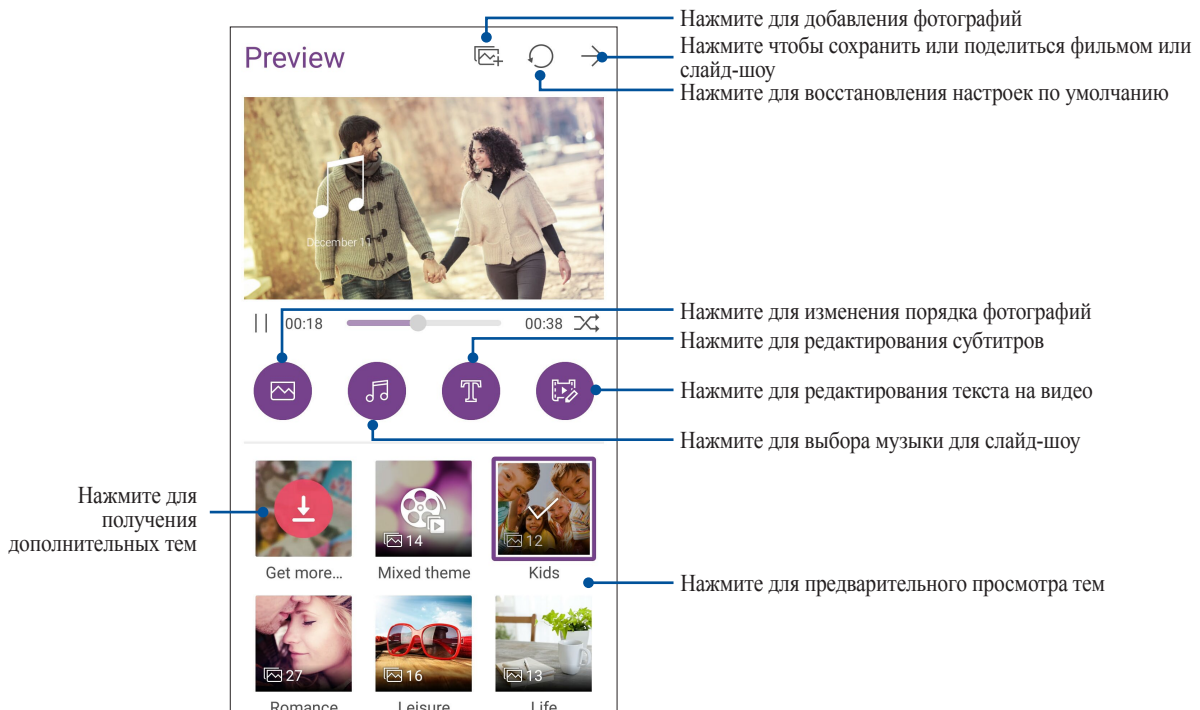 Нажмите для добавления фотографий
Нажмите чтобы сохранить или поделиться фильмом или
слайд-шоу
Нажмите для восстановления настроек по умолчанию
Preview
December 11
00:18
00:38
Нажмите для изменения порядка фотографий
Нажмите для редактирования субтитров
Нажмите для редактирования текста на видео
Нажмите для выбора музыки для слайд-шоу
Нажмите для
получения
дополнительных тем
14
12
Get more...
Mixed theme
Kids
Нажмите для предварительного просмотра тем
27
16
13
Romance
Leisure
Life